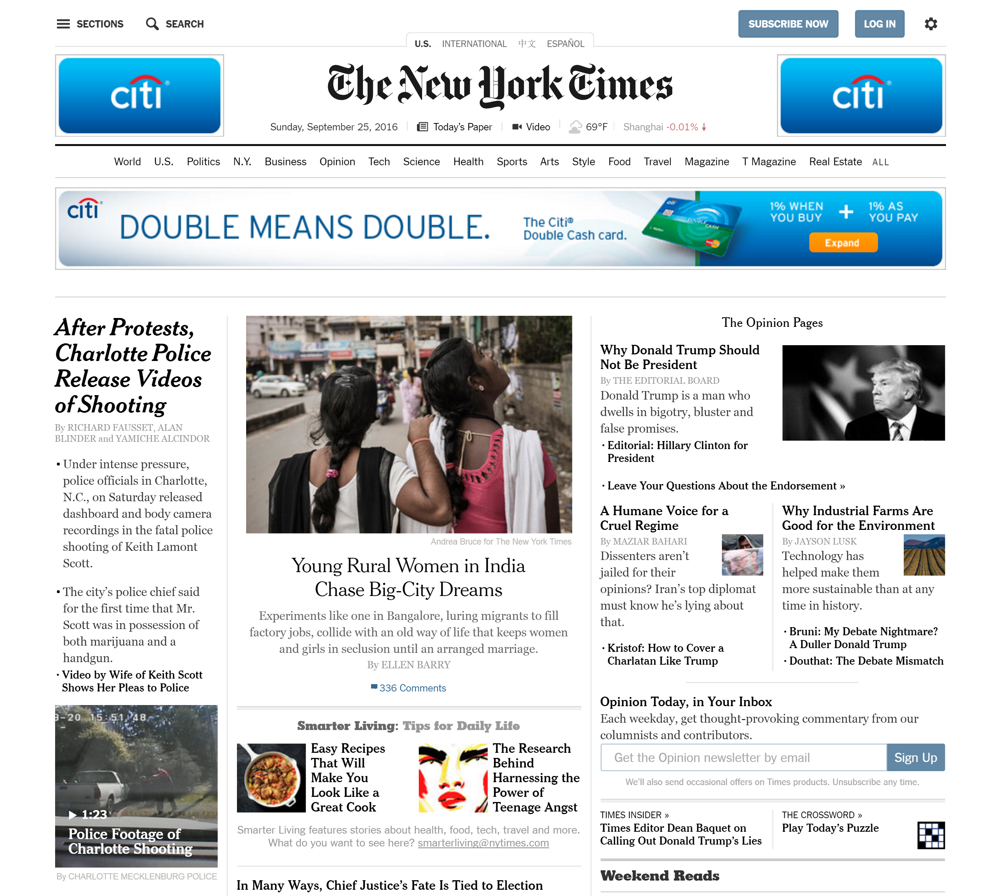 SECTIONS
SEARCH
SUBSCRIBE NOW
LOG IN
U.S. INTERNATIONAL 中文 ESPAÑOL
citi®
The New York Times
citi®
Sunday, September 25, 2016
Today's Paper
Video
69°F
Shanghai -0.01% ↓
World U.S. Politics N.Y. Business Opinion Tech Science Health Sports Arts Style Food Travel Magazine T Magazine Real Estate ALL
citi®
DOUBLE MEANS DOUBLE.
The Citi®
Double Cash card.
citi
DOUBLE
CASH
1% WHEN
YOU BUY
+
1% AS
YOU PAY
Expand
After Protests,
Charlotte Police
Release Videos
of Shooting
By RICHARD FAUSSET, ALAN
BLINDER and YAMICHE ALCINDOR
▪ Under intense pressure,
police officials in Charlotte,
N.C., on Saturday released
dashboard and body camera
recordings in the fatal police
shooting of Keith Lamont
Scott.
▪ The city's police chief said
for the first time that Mr.
Scott was in possession of
both marijuana and a
handgun.
· Video by Wife of Keith Scott
Shows Her Pleas to Police
-20 15:51:48
1:23
Police Footage of
Charlotte Shooting
By CHARLOTTE MECKLENBURG POLICE
Andrea Bruce for The New York Times
Young Rural Women in India
Chase Big-City Dreams
Experiments like one in Bangalore, luring migrants to fill
factory jobs, collide with an old way of life that keeps women
and girls in seclusion until an arranged marriage.
By ELLEN BARRY
336 Comments
Smarter Living: Tips for Daily Life
Easy Recipes
That Will
Make You
Look Like a
Great Cook
The Research
Behind
Harnessing the
Power of
Teenage Angst
Smarter Living features stories about health, food, tech, travel and more.
What do you want to see here? smarterliving@nytimes.com
In Many Ways, Chief Justice's Fate Is Tied to Election
The Opinion Pages
Why Donald Trump Should
Not Be President
By THE EDITORIAL BOARD
Donald Trump is a man who
dwells in bigotry, bluster and
false promises.
· Editorial: Hillary Clinton for
President
· Leave Your Questions About the Endorsement »
A Humane Voice for a
Cruel Regime
By MAZIAR BAHARI
Dissenters aren't
jailed for their
opinions? Iran's top diplomat
must know he's lying about
that.
· Kristof: How to Cover a
Charlatan Like Trump
Why Industrial Farms Are
Good for the Environment
By JAYSON LUSK
Technology has
helped make them
more sustainable than at any
time in history.
· Bruni: My Debate Nightmare?
A Duller Donald Trump
· Douthat: The Debate Mismatch
Opinion Today, in Your Inbox
Each weekday, get thought-provoking commentary from our
columnists and contributors.
Get the Opinion newsletter by email
Sign Up
We'll also send occasional offers on Times products. Unsubscribe any time.
TIMES INSIDER »
Times Editor Dean Baquet on
Calling Out Donald Trump's Lies
THE CROSSWORD »
Play Today's Puzzle
Weekend Reads